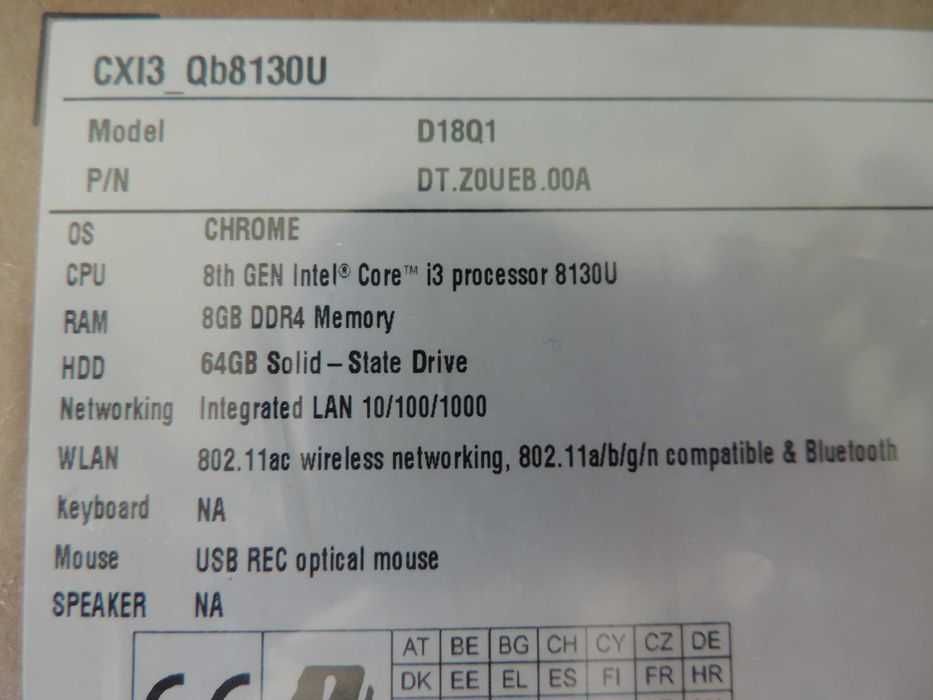 CXI3_Qb8130U
Model D18Q1
P/N DT.Z0UEB.00A
OS CHROME
CPU 8th GEN Intel® Core™ i3 processor 8130U
RAM 8GB DDR4 Memory
HDD 64GB Solid – State Drive
Networking Integrated LAN 10/100/1000
WLAN 802.11ac wireless networking, 802.11a/b/g/n compatible & Bluetooth
Keyboard NA
Mouse USB REC optical mouse
SPEAKER NA
AT BE BG CH CY CZ DE
DK EE EL ES FI FR HR